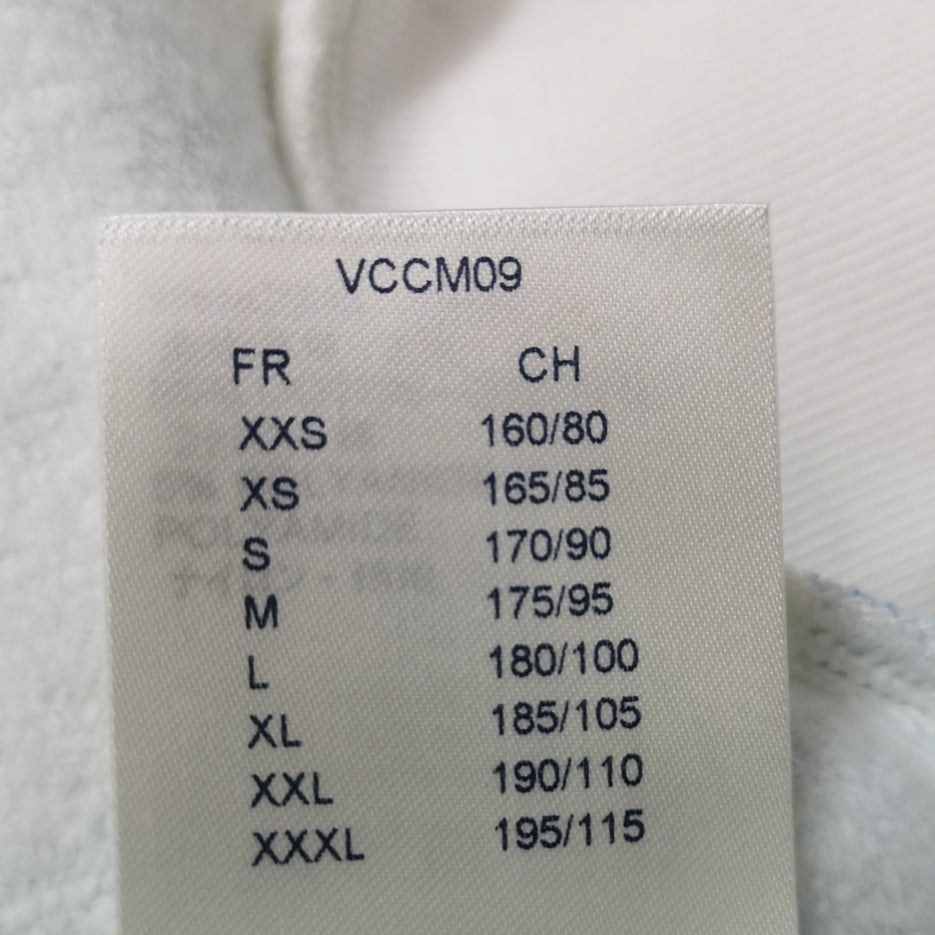 VCCM09
FR CH
XXS 160/80
XS 165/85
S 170/90
M 175/95
L 180/100
XL 185/105
XXL 190/110
XXXL 195/115